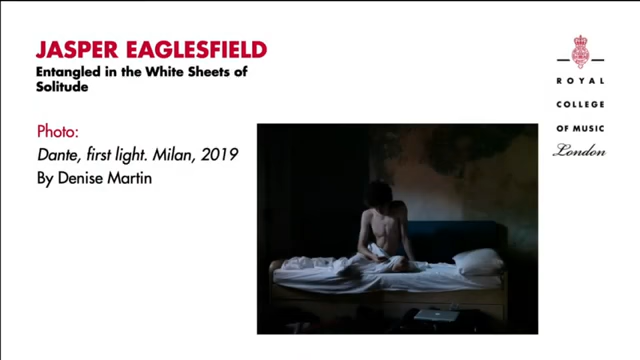 JASPER EAGLESFIELD
Entangled in the White Sheets of
Solitude
Photo:
Dante, first light. Milan, 2019
By Denise Martin
ROYAL
COLLEGE
OF MUSIC
London